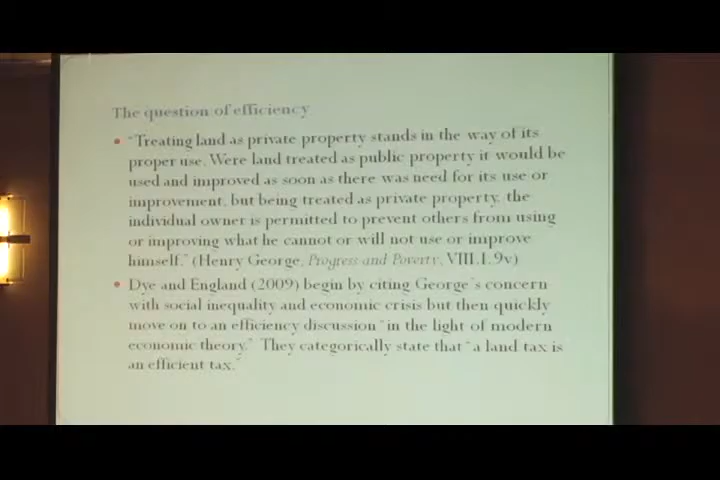 The question of efficiency
• "Treating land as private property stands in the way of its
proper use. Were land treated as public property it would be
used and improved as soon as there was need for its use or
improvement, but being treated as private property, the
individual owner is permitted to prevent others from using
or improving what he cannot or will not use or improve
himself." (Henry George, Progress and Poverty, VIII.I.9v)
• Dye and England (2009) begin by citing George's concern
with social inequality and economic crisis but then quickly
move on to an efficiency discussion "in the light of modern
economic theory." They categorically state that "a land tax is
an efficient tax."